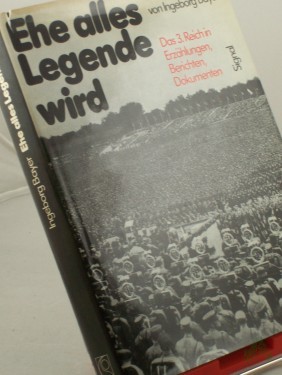 von Ingeborg Bayer
Ehe alles
Legende
wird
Das 3. Reich in
Erzählungen,
Berichten,
Dokumenten
Signal
Ingeborg Bayer Ehe alles Legende